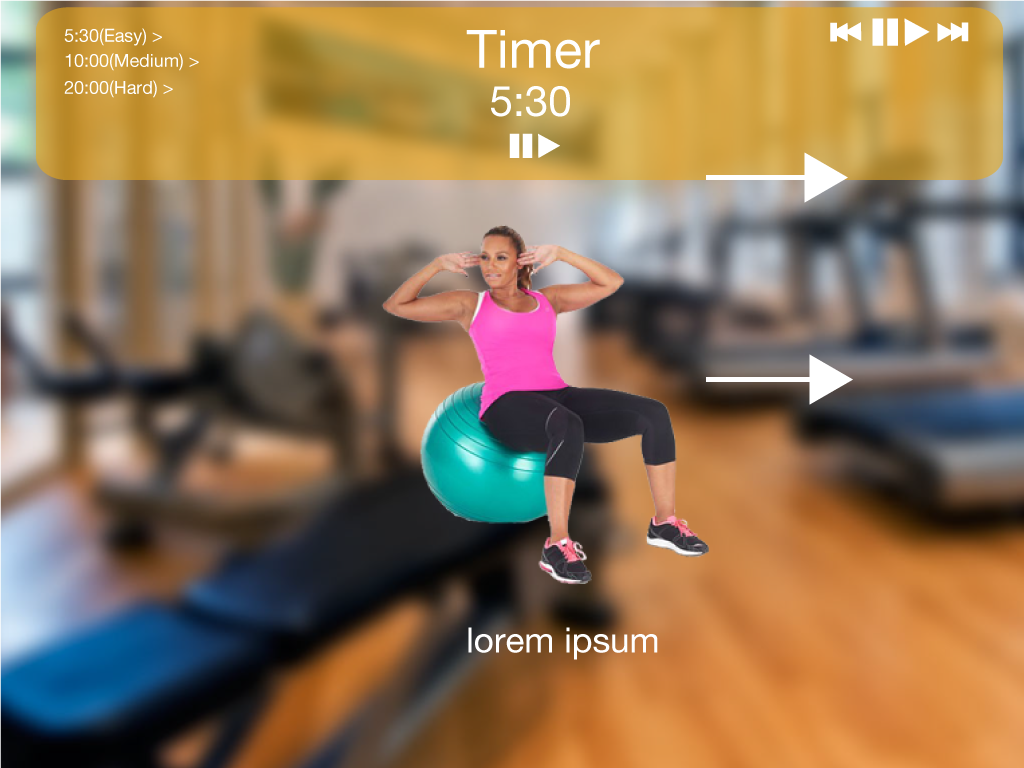 5:30(Easy) >
10:00(Medium) >
20:00(Hard) >
Timer
5:30
lorem ipsum